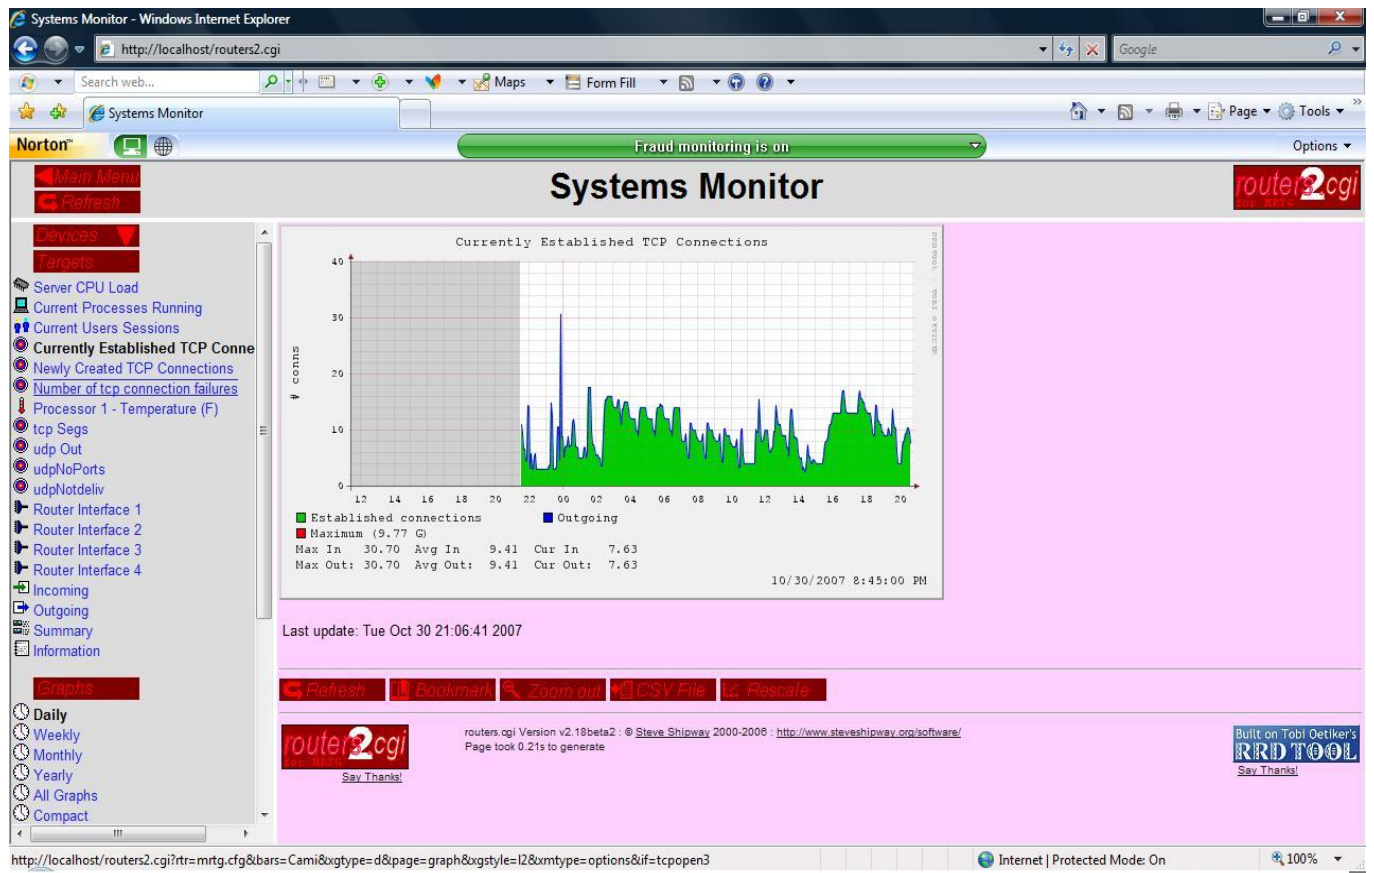 Systems Monitor - Windows Internet Explorer
http://localhost/routers2.cgi
Google
Search web...
Maps
Form Fill
Systems Monitor
Page
Tools
Norton™
Fraud monitoring is on
Options
Main Menu
Refresh
Systems Monitor
routers2.cgi
for MRTG
Devices
Targets
Server CPU Load
Current Processes Running
Current Users Sessions
Currently Established TCP Conne
Newly Created TCP Connections
Number of tcp connection failures
Processor 1 - Temperature (F)
tcp Segs
udp Out
udpNoPorts
udpNotdeliv
Router Interface 1
Router Interface 2
Router Interface 3
Router Interface 4
Incoming
Outgoing
Summary
Information
Graphs
Daily
Weekly
Monthly
Yearly
All Graphs
Compact
Currently Established TCP Connections
RRDTOOL / TOBI OETIKER
# conns
40
30
20
10
0
12 14 16 18 20 22 00 02 04 06 08 10 12 14 16 18 20
Established connections Outgoing
Maximum (9.77 G)
Max In 30.70 Avg In 9.41 Cur In 7.63
Max Out: 30.70 Avg Out: 9.41 Cur Out: 7.63
10/30/2007 8:45:00 PM
Last update: Tue Oct 30 21:06:41 2007
Refresh Bookmark Zoom out CSV File Rescale
routers2.cgi
for MRTG
Say Thanks!
routers.cgi Version v2.18beta2 : © Steve Shipway 2000-2006 : http://www.steveshipway.org/software/
Page took 0.21s to generate
Built on Tobi Oetiker's
RRDTOOL
Say Thanks!
http://localhost/routers2.cgi?rtr=mrtg.cfg&bars=Cami&xgtype=d&page=graph&xgstyle=l2&xmtype=options&if=tcpopen3
Internet | Protected Mode: On
100%